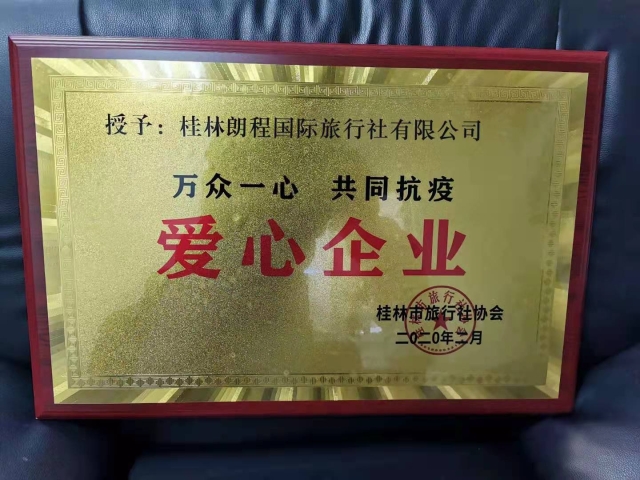 授予：桂林朗程国际旅行社有限公司
万众一心 共同抗疫
爱心企业
桂林市旅行社协会
二〇二〇年二月